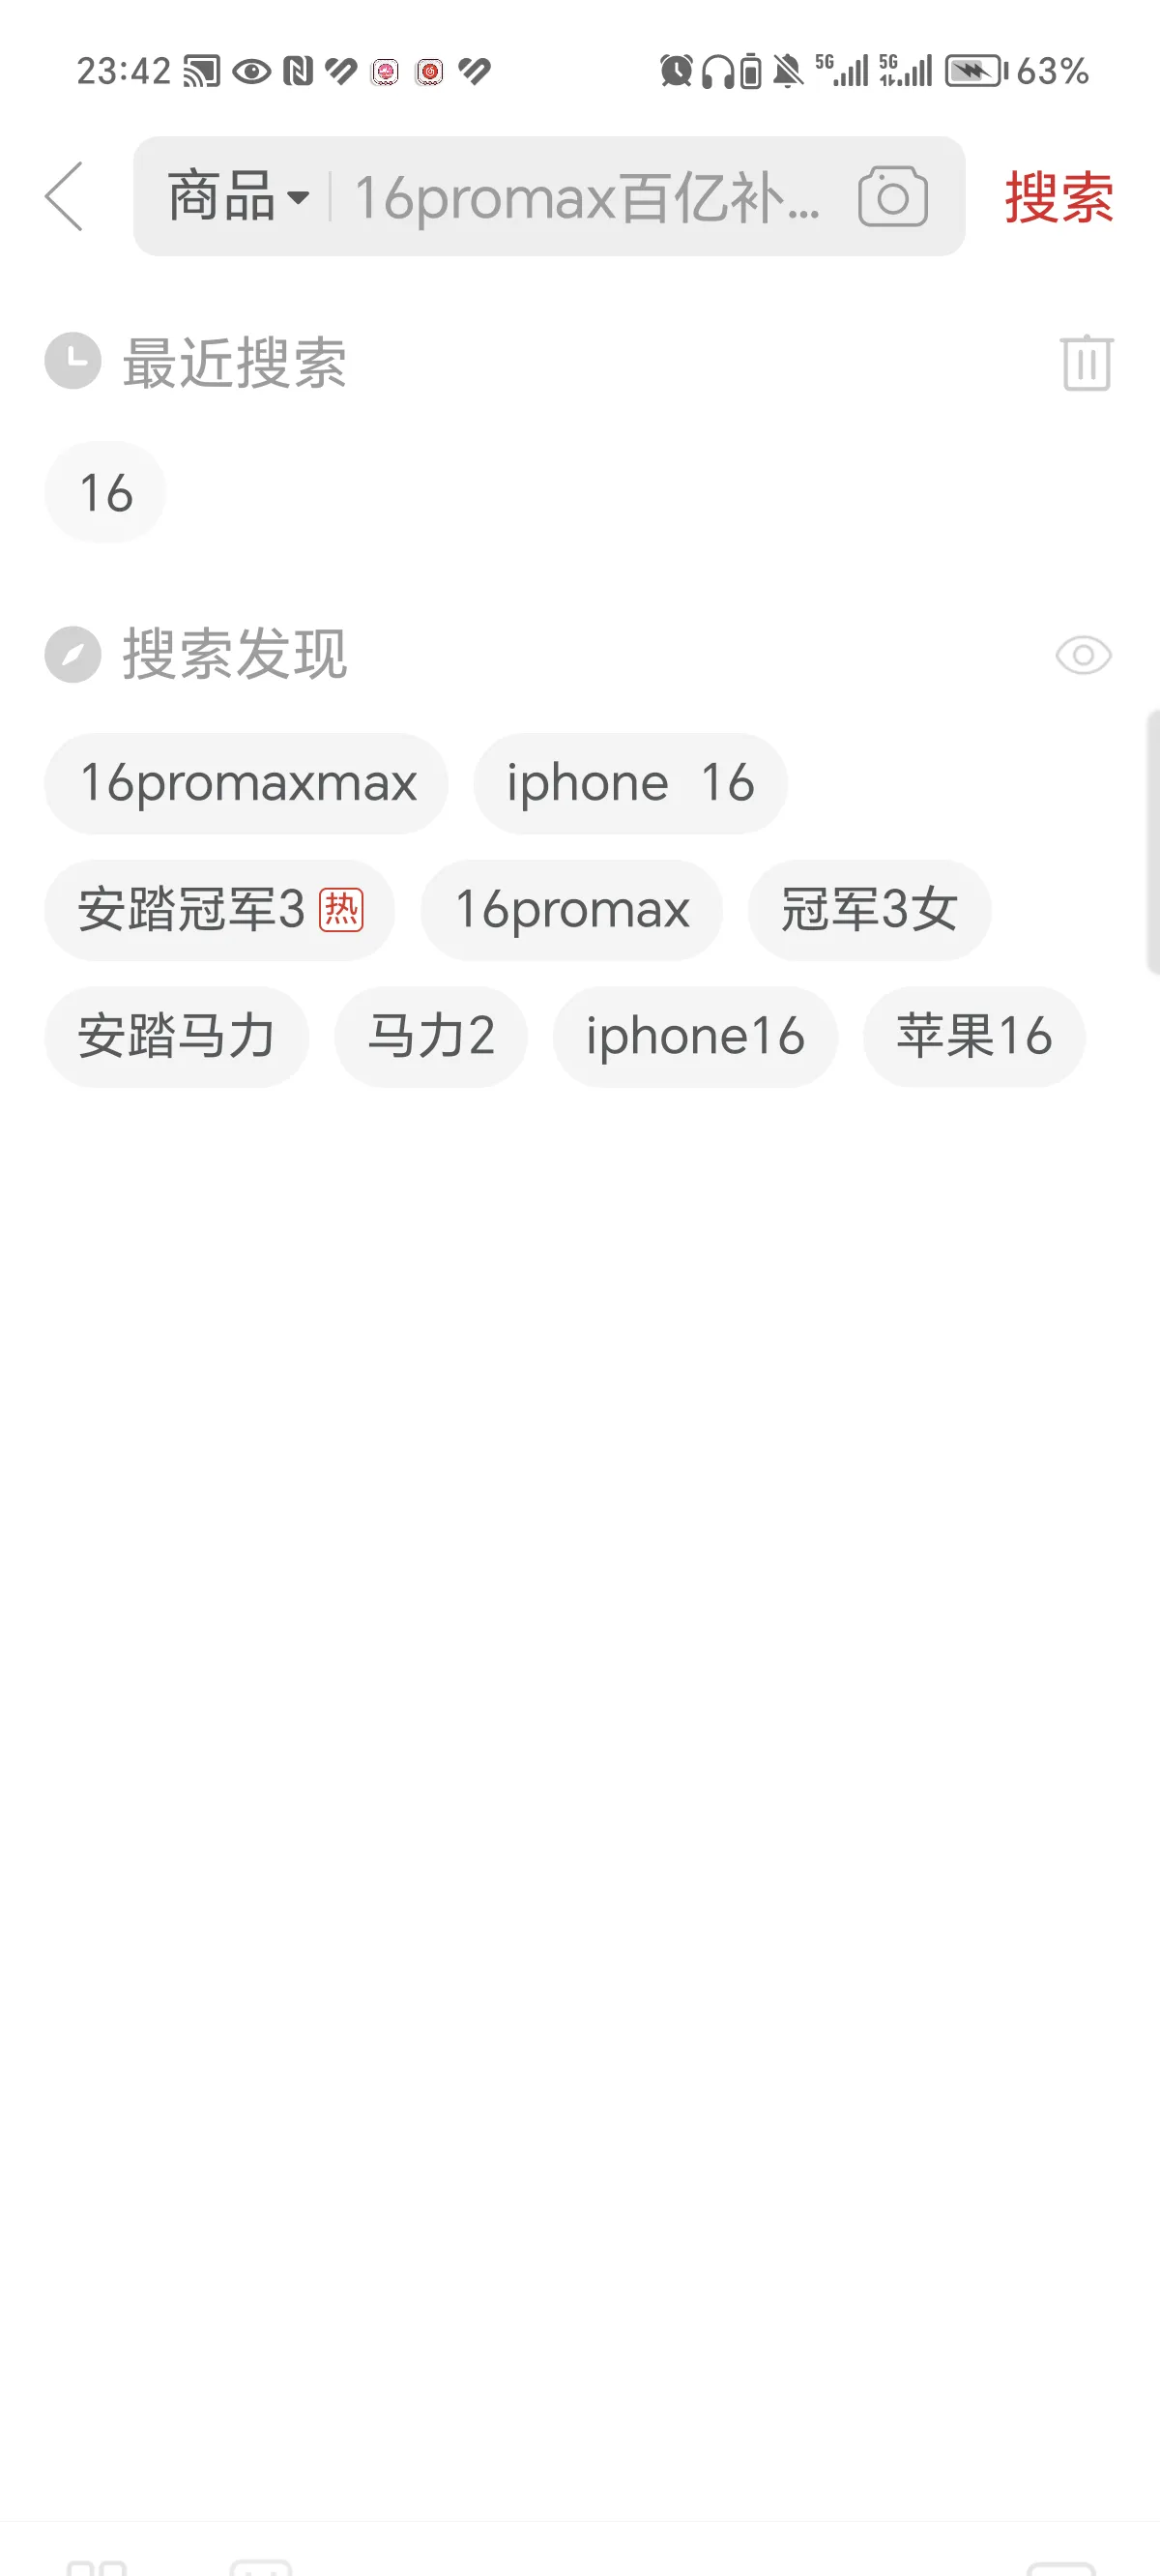 23:42 5G 5G 63%
商品 16promax百亿补... 搜索
最近搜索
16
搜索发现
16promaxmax iphone 16
安踏冠军3 热 16promax 冠军3女
安踏马力 马力2 iphone16 苹果16